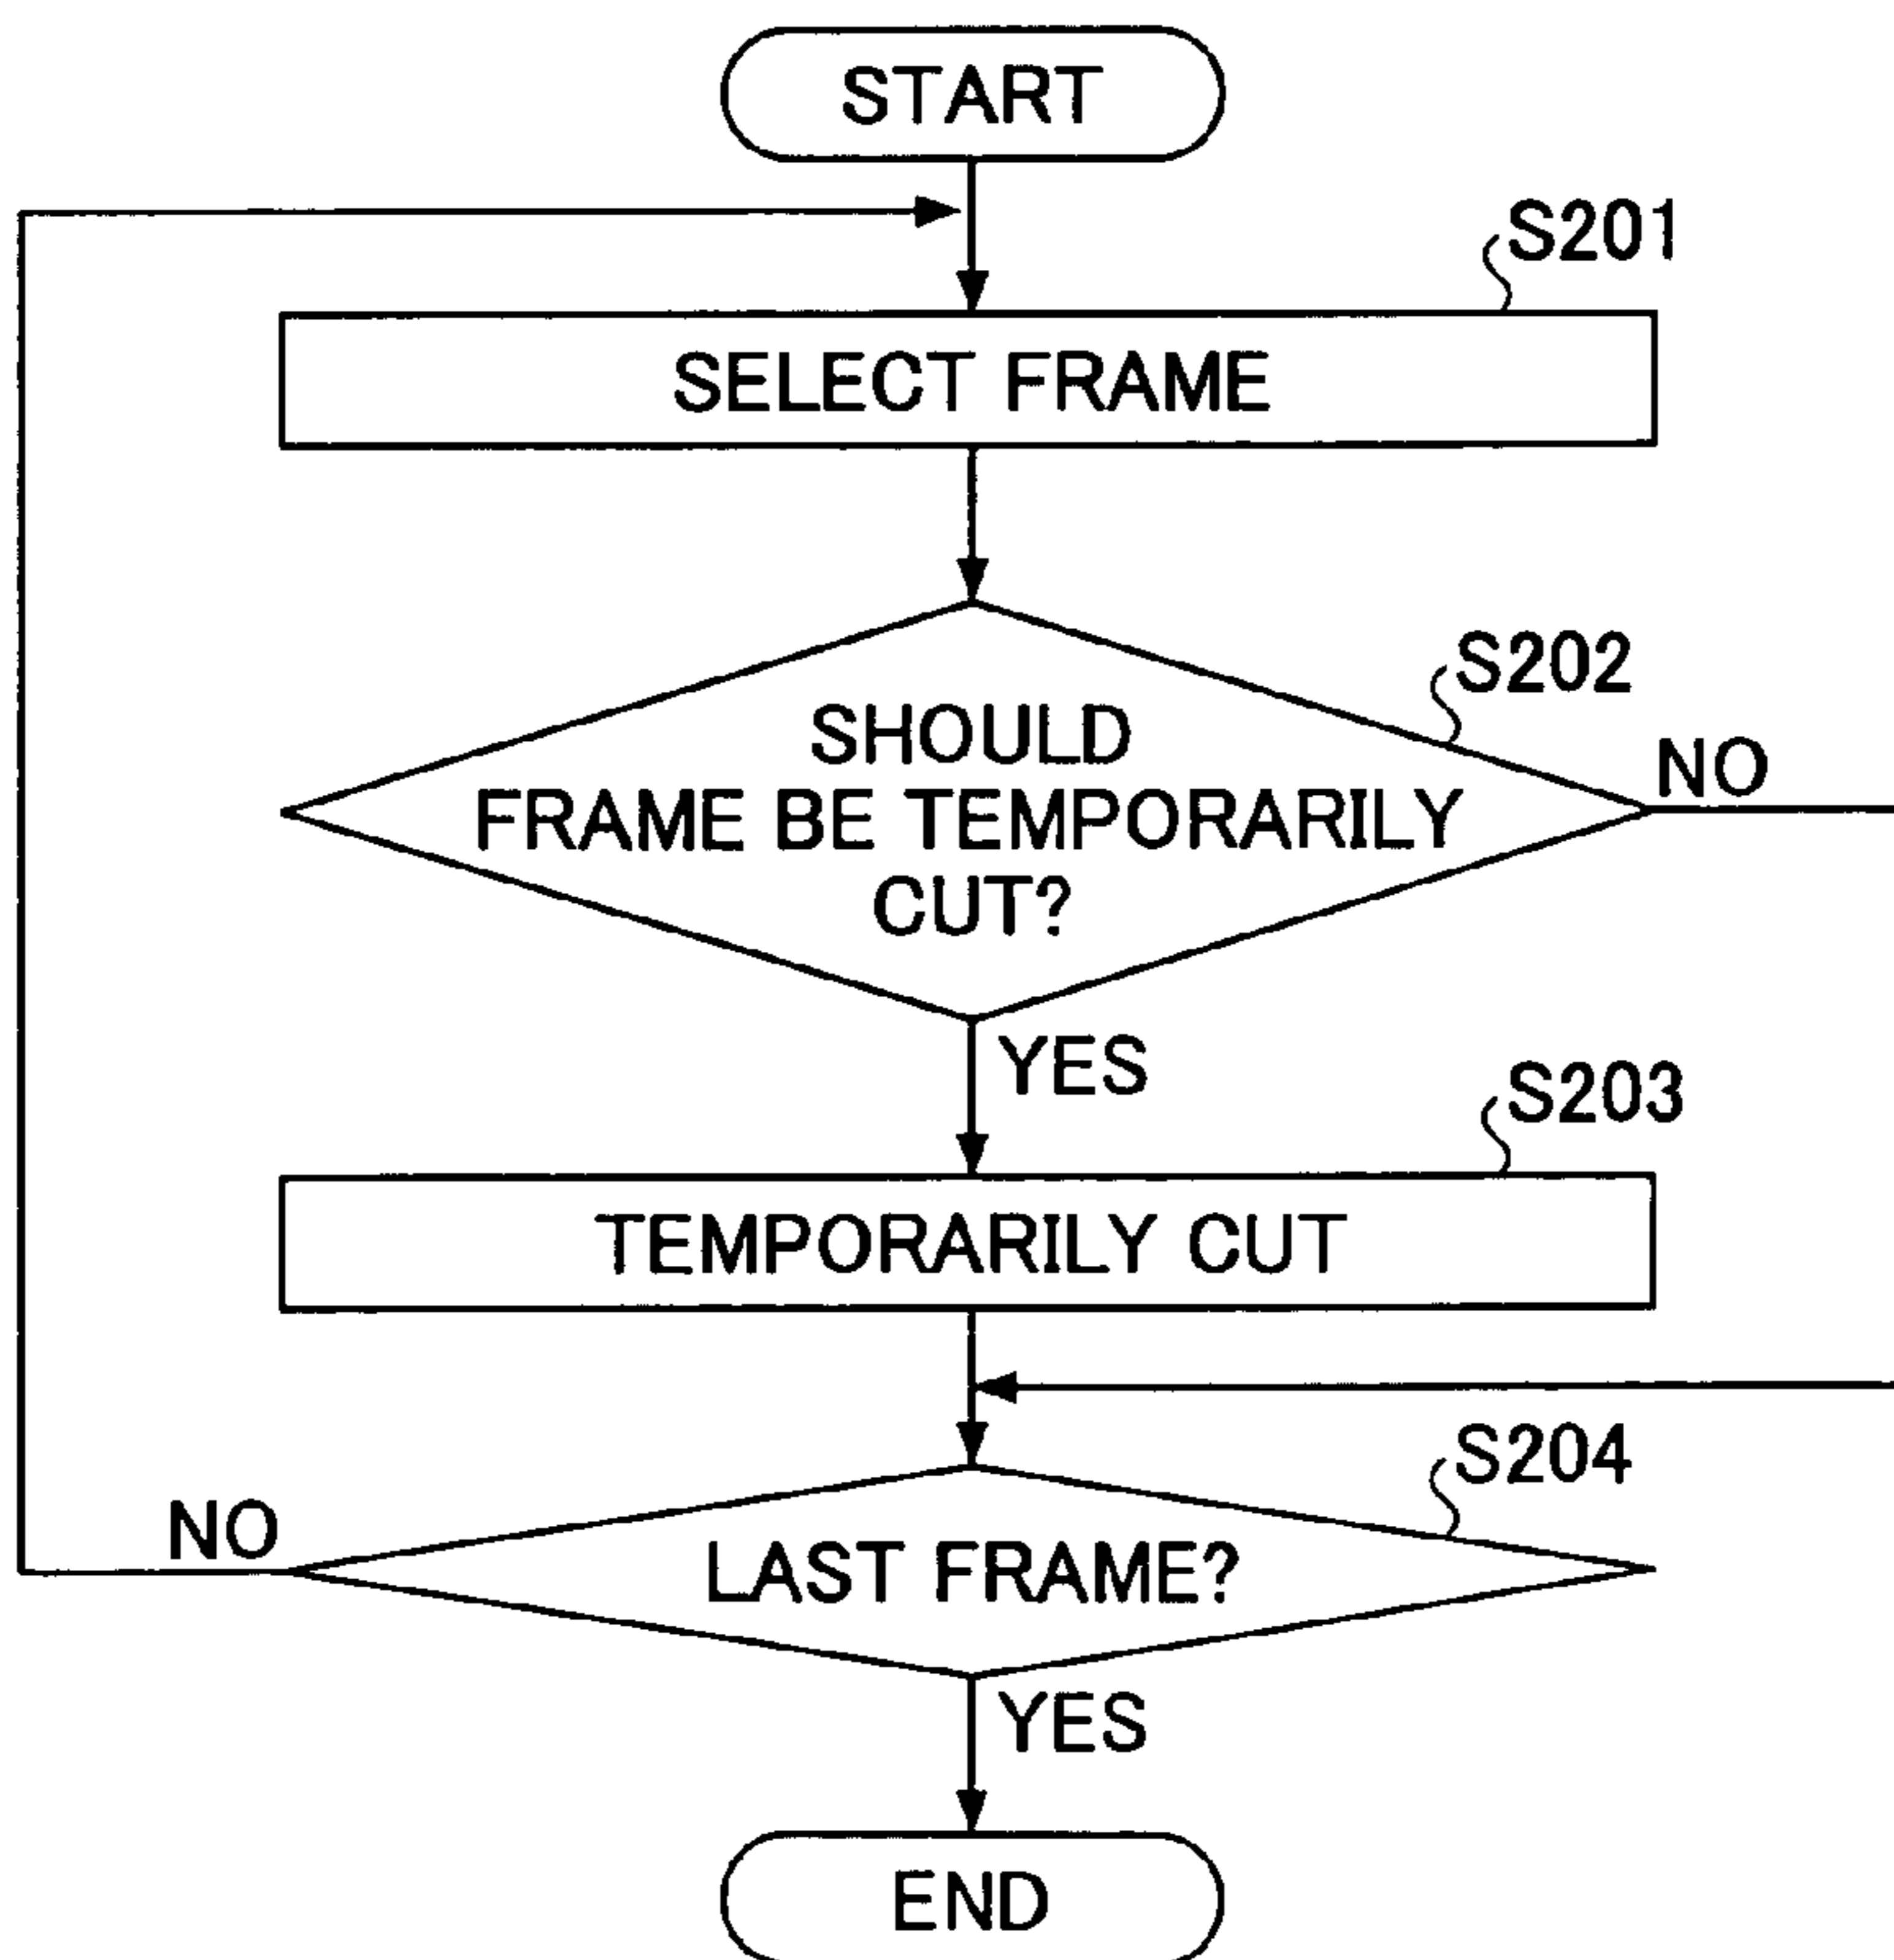 START
S201
SELECT FRAME
S202
SHOULD
FRAME BE TEMPORARILY
CUT?
NO
YES
S203
TEMPORARILY CUT
S204
NO
LAST FRAME?
YES
END